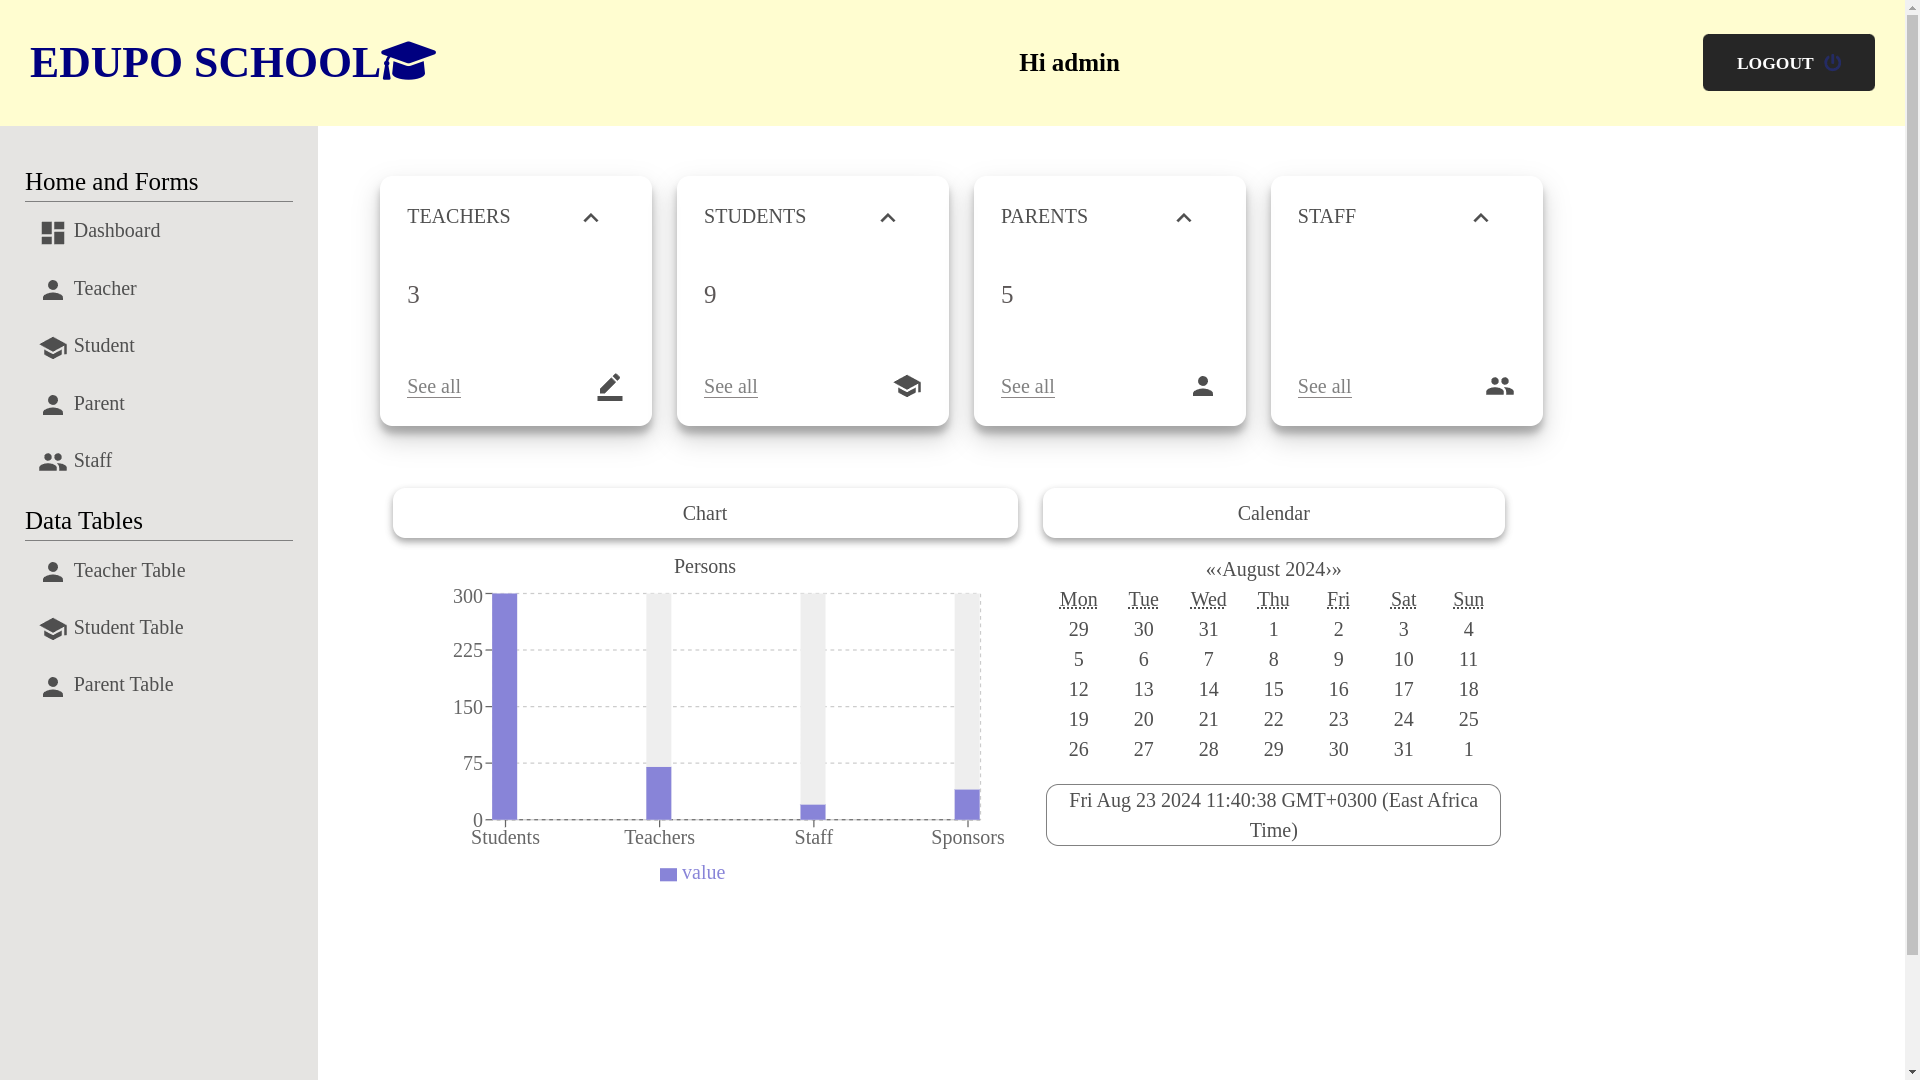 EDUPO SCHOOL
Hi admin
LOGOUT
Home and Forms
Dashboard
Teacher
Student
Parent
Staff
Data Tables
Teacher Table
Student Table
Parent Table
TEACHERS
3
See all
STUDENTS
9
See all
PARENTS
5
See all
STAFF
See all
Chart
Persons
300
225
150
75
0
Students Teachers Staff Sponsors
value
Calendar
«‹August 2024›»
Mon Tue Wed Thu Fri Sat Sun
29 30 31 1 2 3 4
5 6 7 8 9 10 11
12 13 14 15 16 17 18
19 20 21 22 23 24 25
26 27 28 29 30 31 1
Fri Aug 23 2024 11:40:38 GMT+0300 (East Africa
Time)